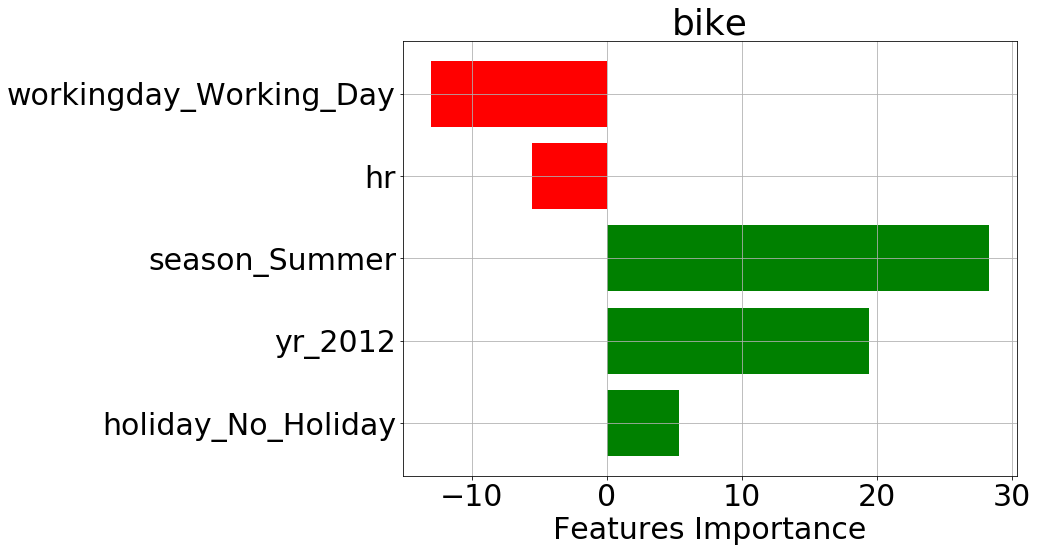 bike
workingday_Working_Day
hr
season_Summer
yr_2012
holiday_No_Holiday
−10 0 10 20 30
Features Importance